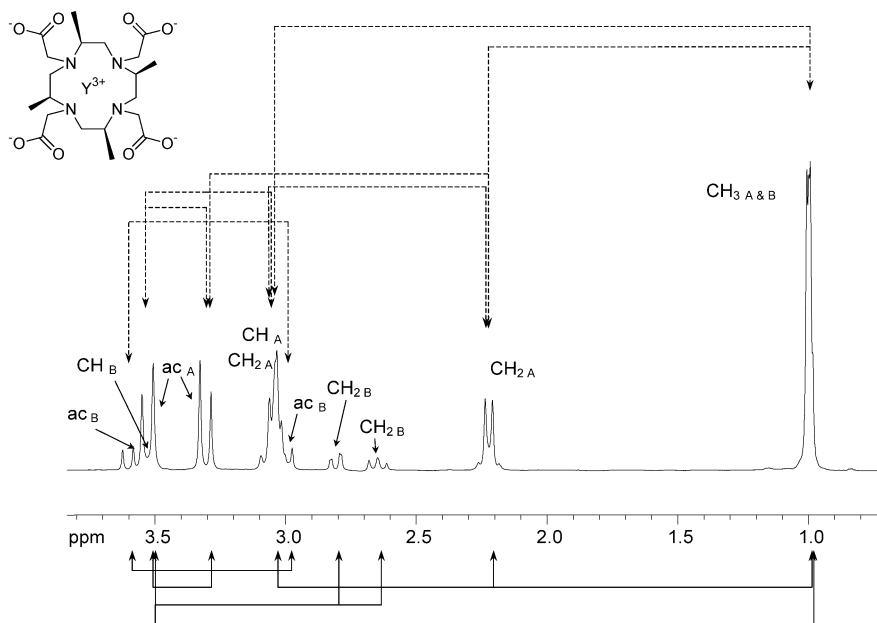 -O O O O-
N N
Y3+
N N
-O O O O-
CH3 A & B
CH A
CH2 A
CH B
ac A
CH2 A
CH2 B
ac B
ac B
CH2 B
ppm 3.5 3.0 2.5 2.0 1.5 1.0